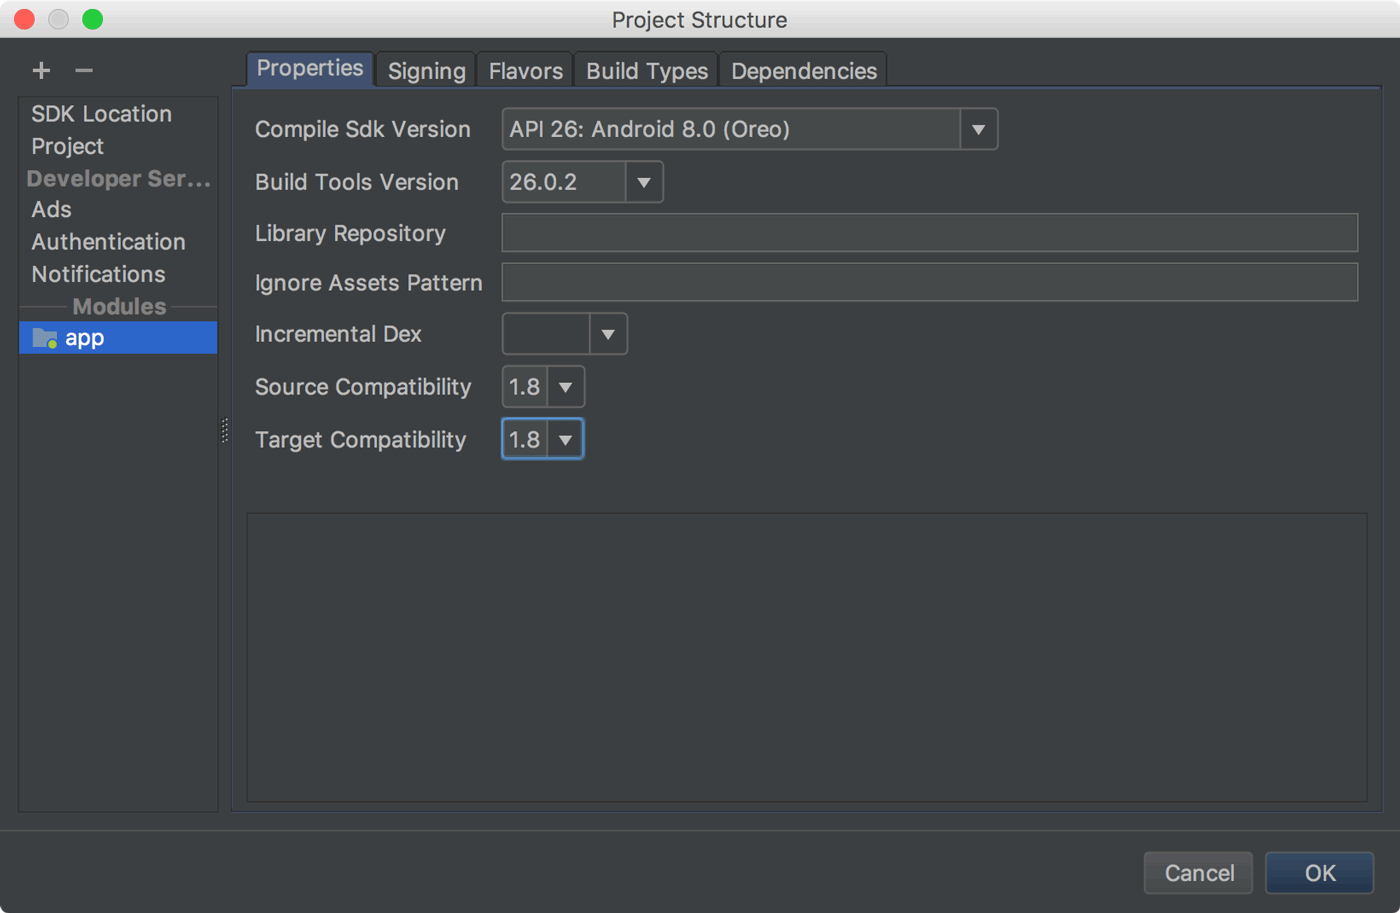 Project Structure
Properties Signing Flavors Build Types Dependencies
SDK Location
Project
Developer Ser...
Ads
Authentication
Notifications
Modules
app
Compile Sdk Version API 26: Android 8.0 (Oreo)
Build Tools Version 26.0.2
Library Repository
Ignore Assets Pattern
Incremental Dex
Source Compatibility 1.8
Target Compatibility 1.8
Cancel OK